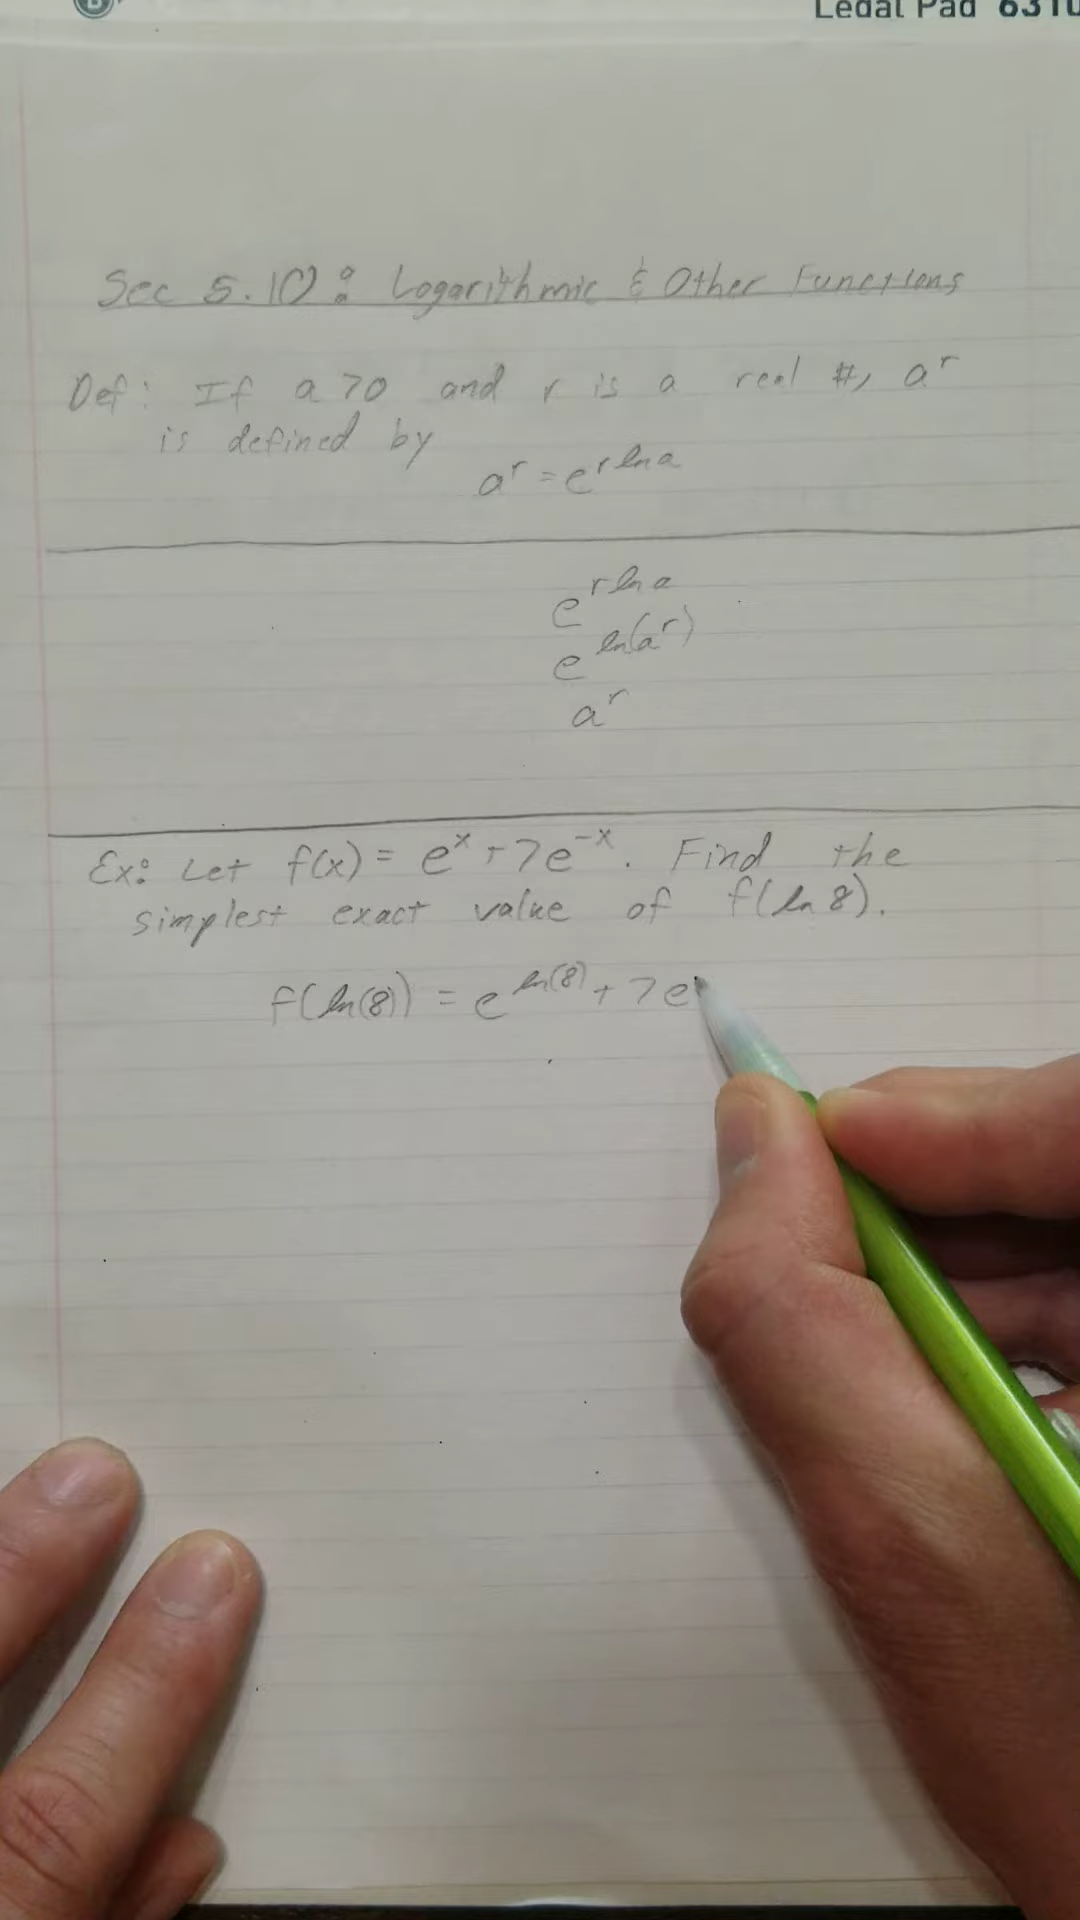 Legal Pad 6310
Sec 5.10: Logarithmic & Other Functions
Def: If a>0 and r is a real #, a^r
is defined by
a^r = e^(r ln a)
e^(r ln a)
e^(ln(a^r))
a^r
Ex: Let f(x) = e^x + 7e^(-x). Find the
simplest exact value of f(ln 8).
f(ln(8)) = e^(ln(8)) + 7e